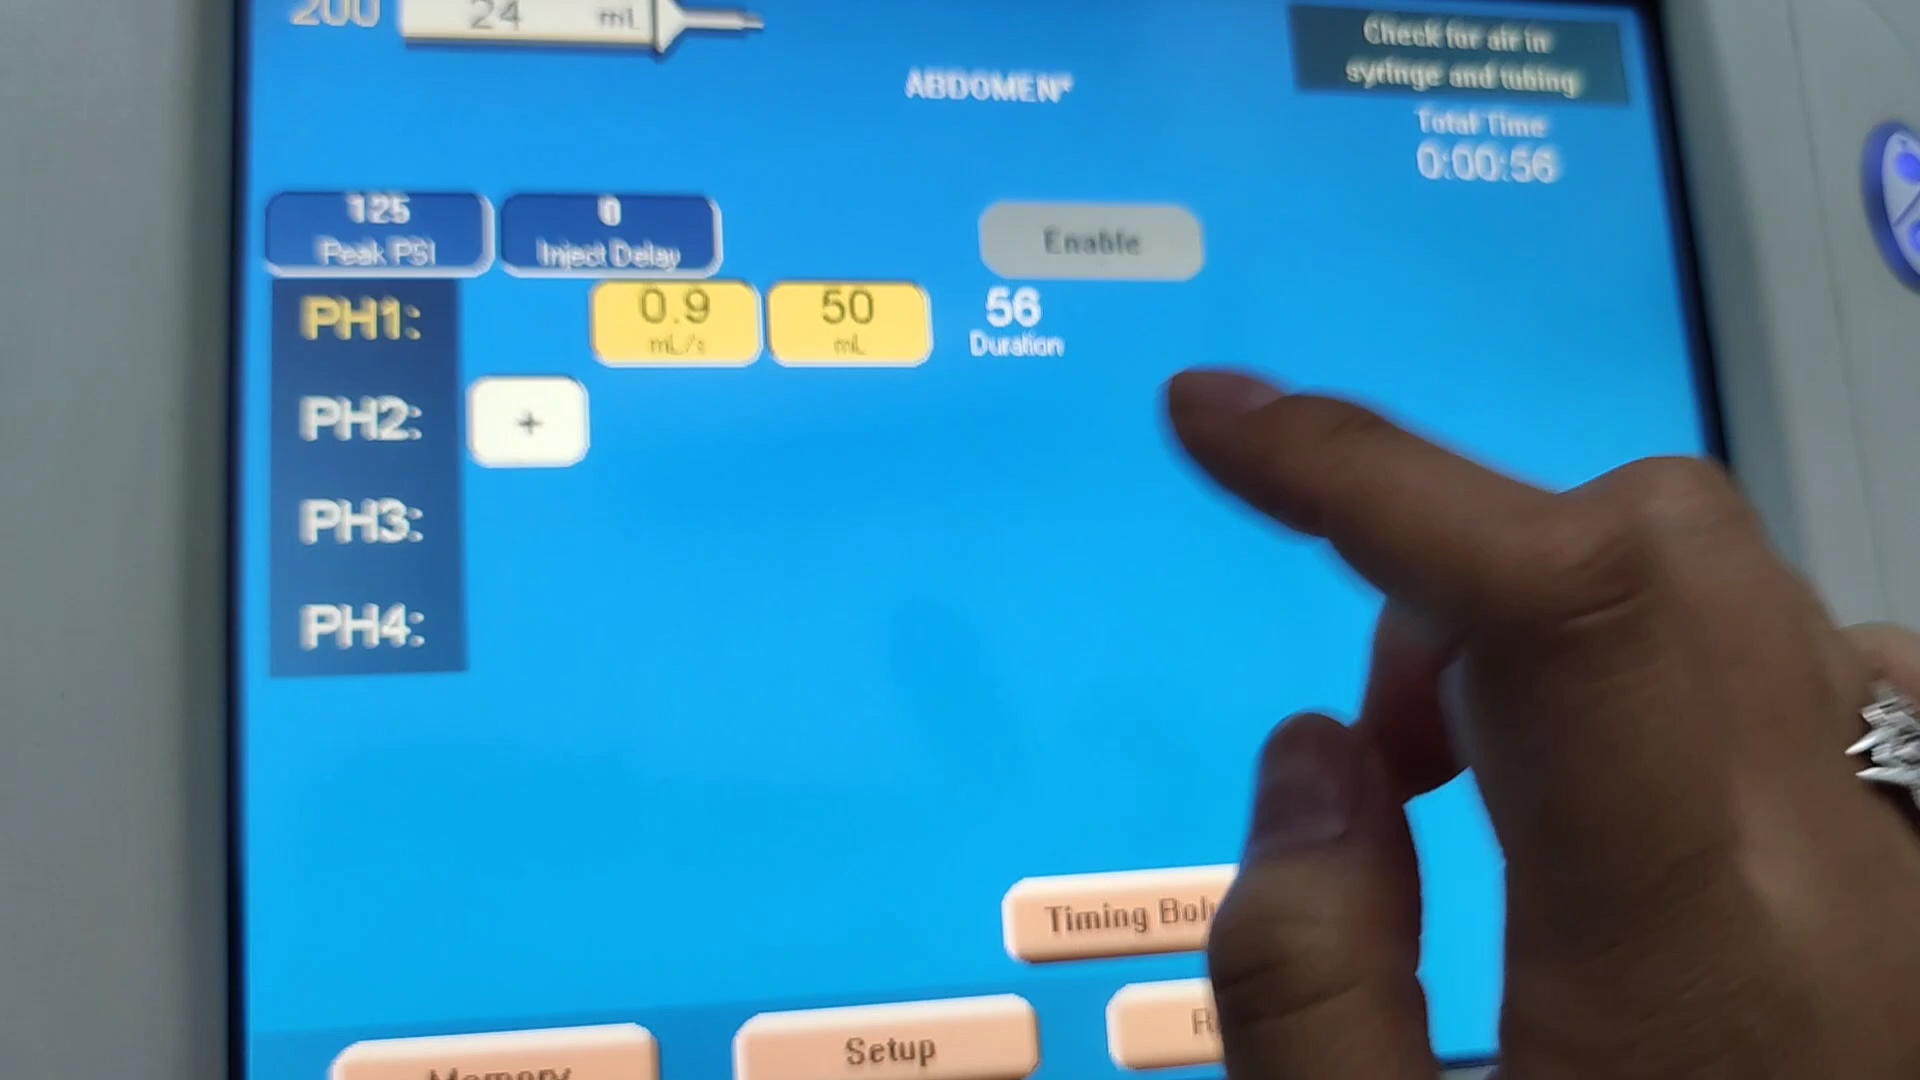 200
24 mL
Check for air in
syringe and tubing
ABDOMEN*
Total Time
0:00:56
125
Peak PSI
0
Inject Delay
Enable
PH1:
0.9
mL/s
50
mL
56
Duration
PH2:
+
PH3:
PH4:
Timing
Setup
Memory